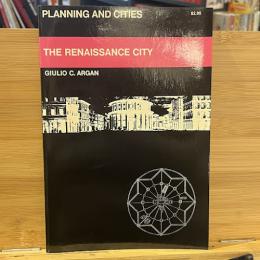 PLANNING AND CITIES
$2.95
THE RENAISSANCE CITY
GIULIO C. ARGAN